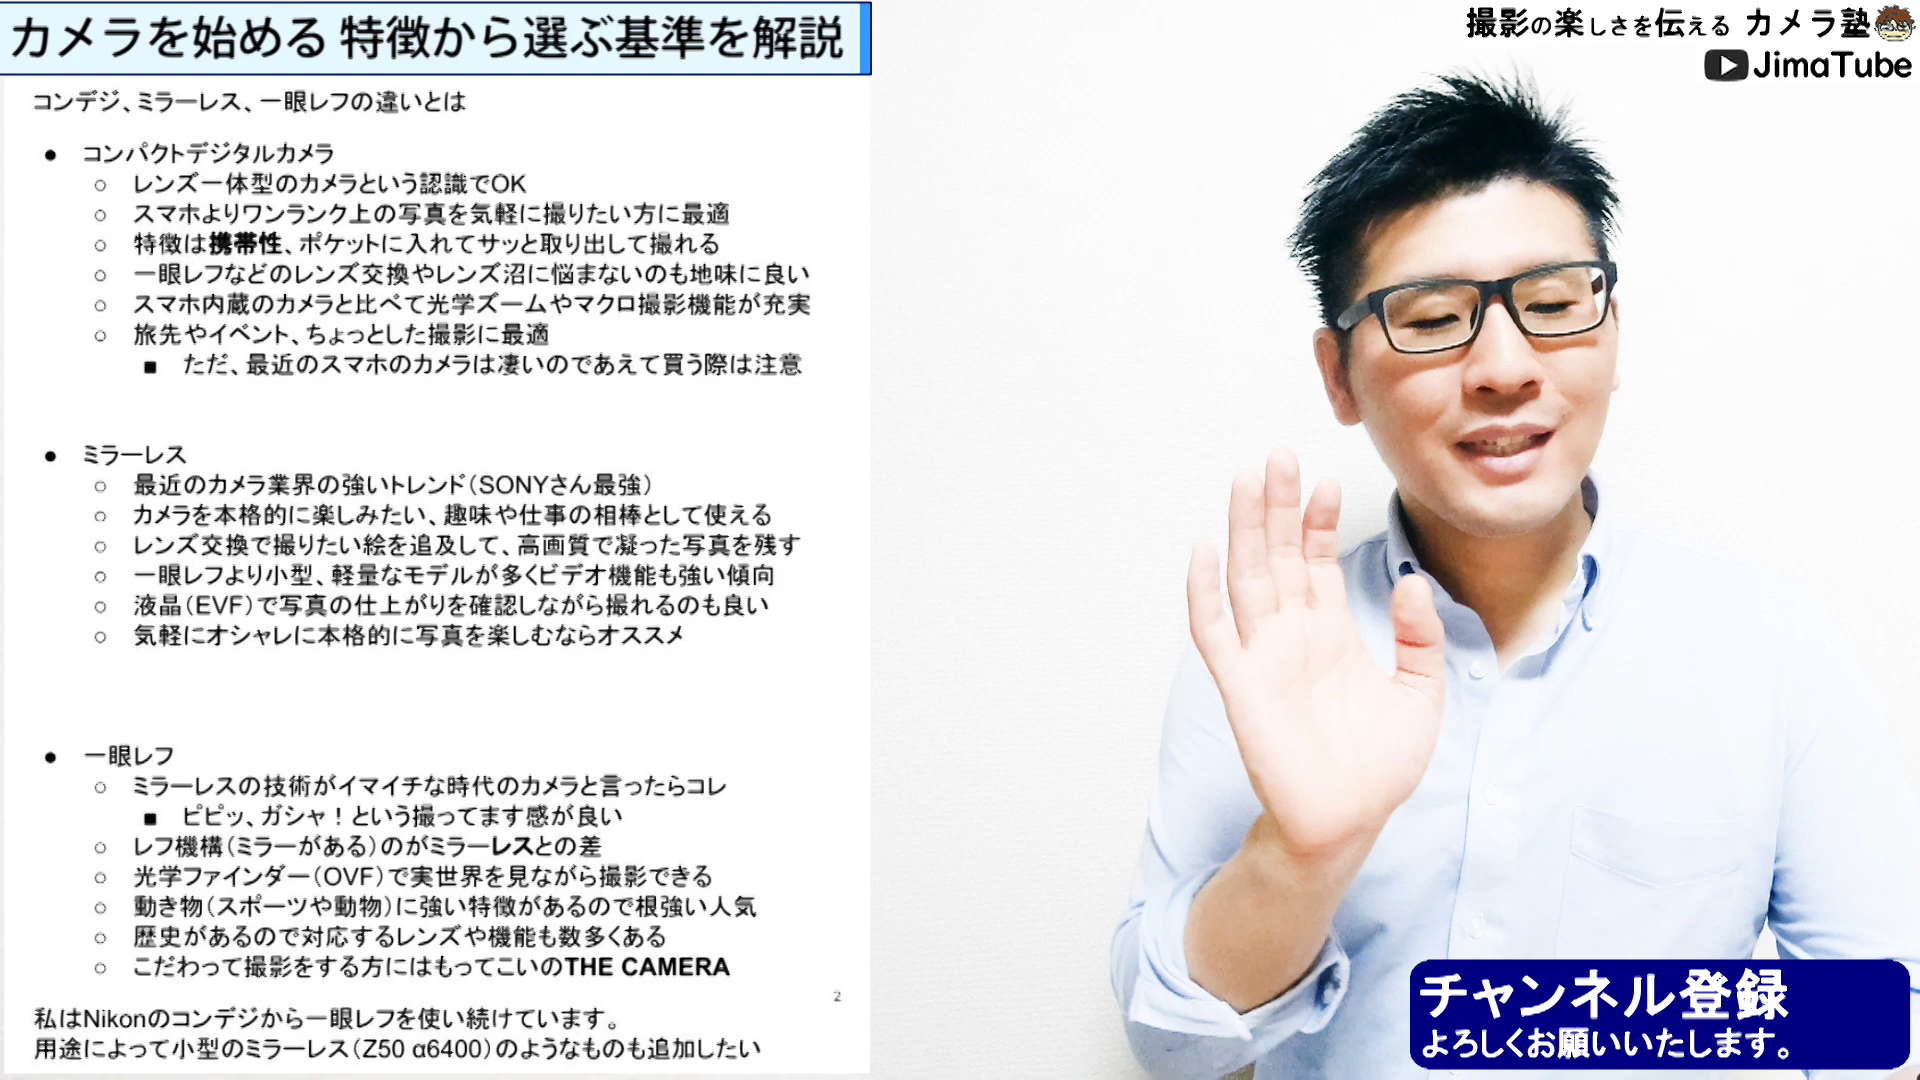 カメラを始める 特徴から選ぶ基準を解説
コンデジ、ミラーレス、一眼レフの違いとは
● コンパクトデジタルカメラ
○ レンズ一体型のカメラという認識でOK
○ スマホよりワンランク上の写真を気軽に撮りたい方に最適
○ 特徴は携帯性、ポケットに入れてサッと取り出して撮れる
○ 一眼レフなどのレンズ交換やレンズ沼に悩まないのも地味に良い
○ スマホ内蔵のカメラと比べて光学ズームやマクロ撮影機能が充実
○ 旅先やイベント、ちょっとした撮影に最適
■ ただ、最近のスマホのカメラは凄いのであえて買う際は注意
● ミラーレス
○ 最近のカメラ業界の強いトレンド（SONYさん最強）
○ カメラを本格的に楽しみたい、趣味や仕事の相棒として使える
○ レンズ交換で撮りたい絵を追及して、高画質で凝った写真を残す
○ 一眼レフより小型、軽量なモデルが多くビデオ機能も強い傾向
○ 液晶（EVF）で写真の仕上がりを確認しながら撮れるのも良い
○ 気軽にオシャレに本格的に写真を楽しむならオススメ
● 一眼レフ
○ ミラーレスの技術がイマイチな時代のカメラと言ったらコレ
■ ピピッ、ガシャ！という撮ってます感が良い
○ レフ機構（ミラーがある）のがミラーレスとの差
○ 光学ファインダー（OVF）で実世界を見ながら撮影できる
○ 動き物（スポーツや動物）に強い特徴があるので根強い人気
○ 歴史があるので対応するレンズや機能も数多くある
○ こだわって撮影をする方にはもってこいのTHE CAMERA
2
私はNikonのコンデジから一眼レフを使い続けています。
用途によって小型のミラーレス（Z50 α6400）のようなものも追加したい
撮影の楽しさを伝える カメラ塾
JimaTube
チャンネル登録
よろしくお願いいたします。